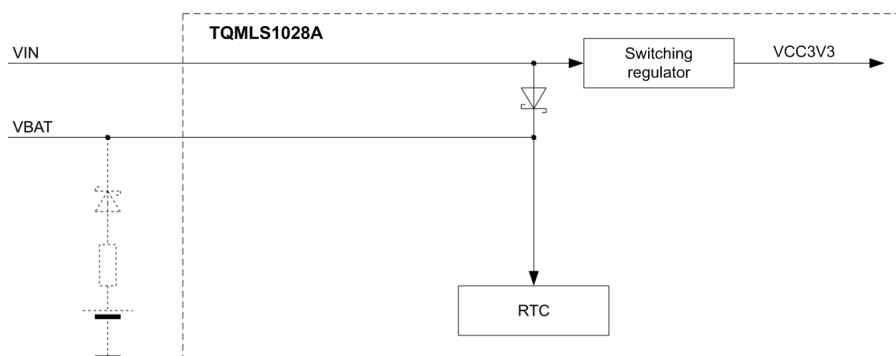 TQMLS1028A
VIN
Switching
regulator
VCC3V3
VBAT
RTC